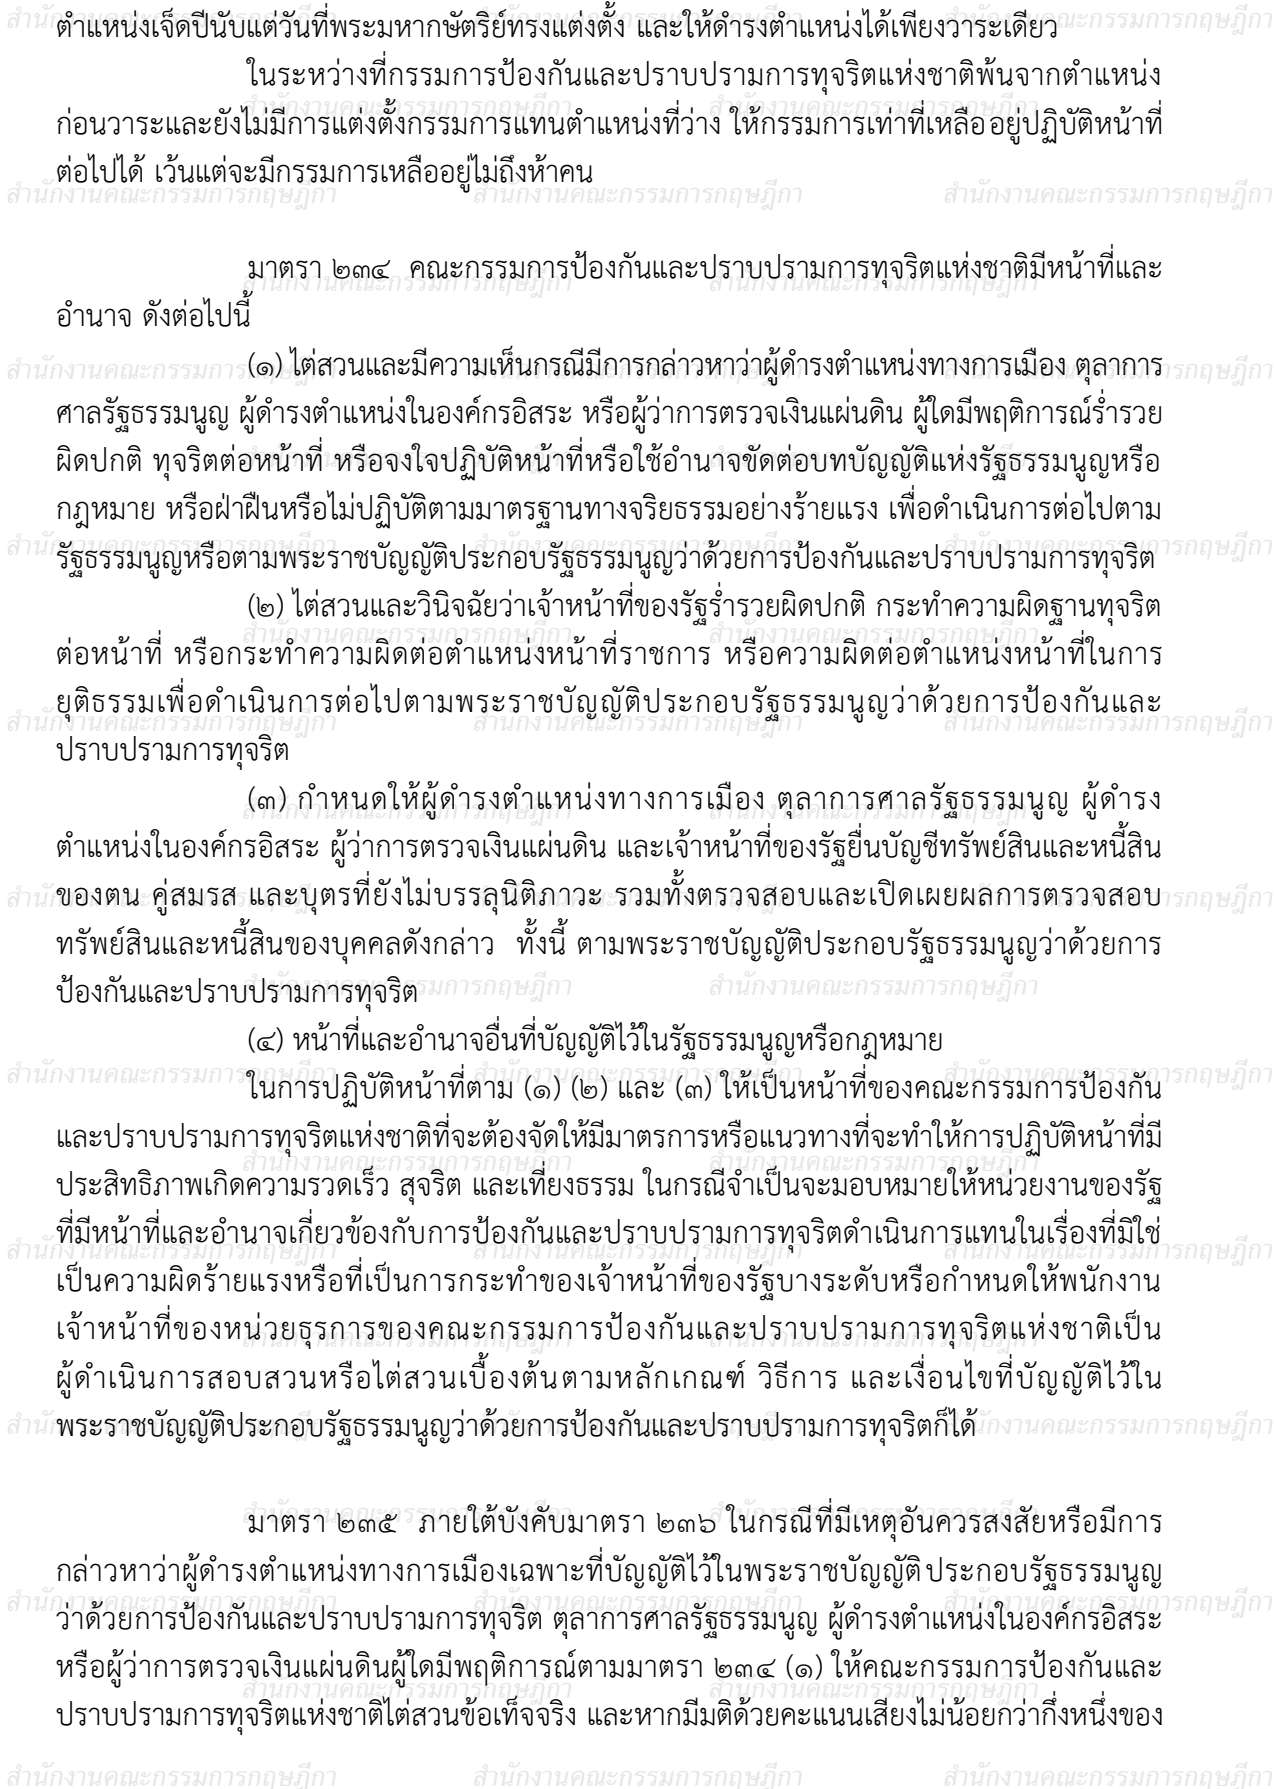 ตำแหน่งเจ็ดปีนับแต่วันที่พระมหากษัตริย์ทรงแต่งตั้ง และให้ดำรงตำแหน่งได้เพียงวาระเดียว
ในระหว่างที่กรรมการป้องกันและปราบปรามการทุจริตแห่งชาติพ้นจากตำแหน่ง
ก่อนวาระและยังไม่มีการแต่งตั้งกรรมการแทนตำแหน่งที่ว่าง ให้กรรมการเท่าที่เหลืออยู่ปฏิบัติหน้าที่
ต่อไปได้ เว้นแต่จะมีกรรมการเหลืออยู่ไม่ถึงห้าคน
มาตรา ๒๓๔ คณะกรรมการป้องกันและปราบปรามการทุจริตแห่งชาติมีหน้าที่และ
อำนาจ ดังต่อไปนี้
(๑) ไต่สวนและมีความเห็นกรณีมีการกล่าวหาว่าผู้ดำรงตำแหน่งทางการเมือง ตุลาการ
ศาลรัฐธรรมนูญ ผู้ดำรงตำแหน่งในองค์กรอิสระ หรือผู้ว่าการตรวจเงินแผ่นดิน ผู้ใดมีพฤติการณ์ร่ำรวย
ผิดปกติ ทุจริตต่อหน้าที่ หรือจงใจปฏิบัติหน้าที่หรือใช้อำนาจขัดต่อบทบัญญัติแห่งรัฐธรรมนูญหรือ
กฎหมาย หรือฝ่าฝืนหรือไม่ปฏิบัติตามมาตรฐานทางจริยธรรมอย่างร้ายแรง เพื่อดำเนินการต่อไปตาม
รัฐธรรมนูญหรือตามพระราชบัญญัติประกอบรัฐธรรมนูญว่าด้วยการป้องกันและปราบปรามการทุจริต
(๒) ไต่สวนและวินิจฉัยว่าเจ้าหน้าที่ของรัฐร่ำรวยผิดปกติ กระทำความผิดฐานทุจริต
ต่อหน้าที่ หรือกระทำความผิดต่อตำแหน่งหน้าที่ราชการ หรือความผิดต่อตำแหน่งหน้าที่ในการ
ยุติธรรมเพื่อดำเนินการต่อไปตามพระราชบัญญัติประกอบรัฐธรรมนูญว่าด้วยการป้องกันและ
ปราบปรามการทุจริต
(๓) กำหนดให้ผู้ดำรงตำแหน่งทางการเมือง ตุลาการศาลรัฐธรรมนูญ ผู้ดำรง
ตำแหน่งในองค์กรอิสระ ผู้ว่าการตรวจเงินแผ่นดิน และเจ้าหน้าที่ของรัฐยื่นบัญชีทรัพย์สินและหนี้สิน
ของตน คู่สมรส และบุตรที่ยังไม่บรรลุนิติภาวะ รวมทั้งตรวจสอบและเปิดเผยผลการตรวจสอบ
ทรัพย์สินและหนี้สินของบุคคลดังกล่าว ทั้งนี้ ตามพระราชบัญญัติประกอบรัฐธรรมนูญว่าด้วยการ
ป้องกันและปราบปรามการทุจริต
(๔) หน้าที่และอำนาจอื่นที่บัญญัติไว้ในรัฐธรรมนูญหรือกฎหมาย
ในการปฏิบัติหน้าที่ตาม (๑) (๒) และ (๓) ให้เป็นหน้าที่ของคณะกรรมการป้องกัน
และปราบปรามการทุจริตแห่งชาติที่จะต้องจัดให้มีมาตรการหรือแนวทางที่จะทำให้การปฏิบัติหน้าที่มี
ประสิทธิภาพเกิดความรวดเร็ว สุจริต และเที่ยงธรรม ในกรณีจำเป็นจะมอบหมายให้หน่วยงานของรัฐ
ที่มีหน้าที่และอำนาจเกี่ยวข้องกับการป้องกันและปราบปรามการทุจริตดำเนินการแทนในเรื่องที่มิใช่
เป็นความผิดร้ายแรงหรือที่เป็นการกระทำของเจ้าหน้าที่ของรัฐบางระดับหรือกำหนดให้พนักงาน
เจ้าหน้าที่ของหน่วยธุรการของคณะกรรมการป้องกันและปราบปรามการทุจริตแห่งชาติเป็น
ผู้ดำเนินการสอบสวนหรือไต่สวนเบื้องต้นตามหลักเกณฑ์ วิธีการ และเงื่อนไขที่บัญญัติไว้ใน
พระราชบัญญัติประกอบรัฐธรรมนูญว่าด้วยการป้องกันและปราบปรามการทุจริตก็ได้
มาตรา ๒๓๕ ภายใต้บังคับมาตรา ๒๓๖ ในกรณีที่มีเหตุอันควรสงสัยหรือมีการ
กล่าวหาว่าผู้ดำรงตำแหน่งทางการเมืองเฉพาะที่บัญญัติไว้ในพระราชบัญญัติประกอบรัฐธรรมนูญ
ว่าด้วยการป้องกันและปราบปรามการทุจริต ตุลาการศาลรัฐธรรมนูญ ผู้ดำรงตำแหน่งในองค์กรอิสระ
หรือผู้ว่าการตรวจเงินแผ่นดินผู้ใดมีพฤติการณ์ตามมาตรา ๒๓๔ (๑) ให้คณะกรรมการป้องกันและ
ปราบปรามการทุจริตแห่งชาติไต่สวนข้อเท็จจริง และหากมีมติด้วยคะแนนเสียงไม่น้อยกว่ากึ่งหนึ่งของ
สำนักงานคณะกรรมการกฤษฎีกา สำนักงานคณะกรรมการกฤษฎีกา สำนักงานคณะกรรมการกฤษฎีกา